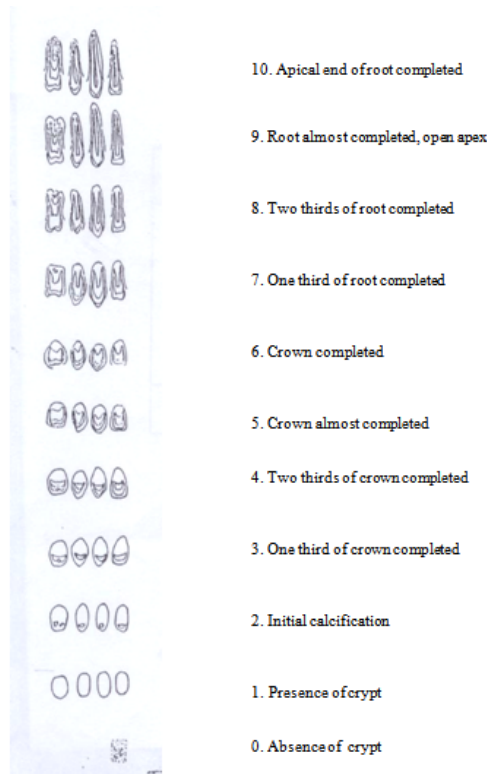 10. Apical end of root completed
9. Root almost completed, open apex
8. Two thirds of root completed
7. One third of root completed
6. Crown completed
5. Crown almost completed
4. Two thirds of crown completed
3. One third of crown completed
2. Initial calcification
1. Presence of crypt
0. Absence of crypt